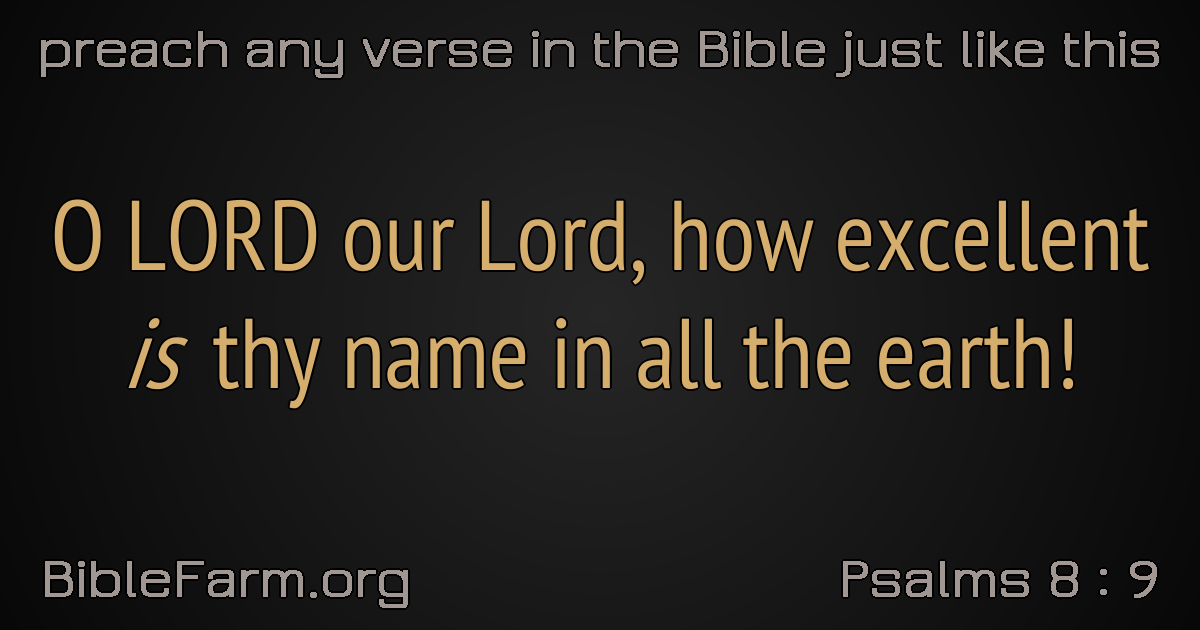 preach any verse in the Bible just like this
O LORD our Lord, how excellent
is thy name in all the earth!
BibleFarm.org
Psalms 8 : 9